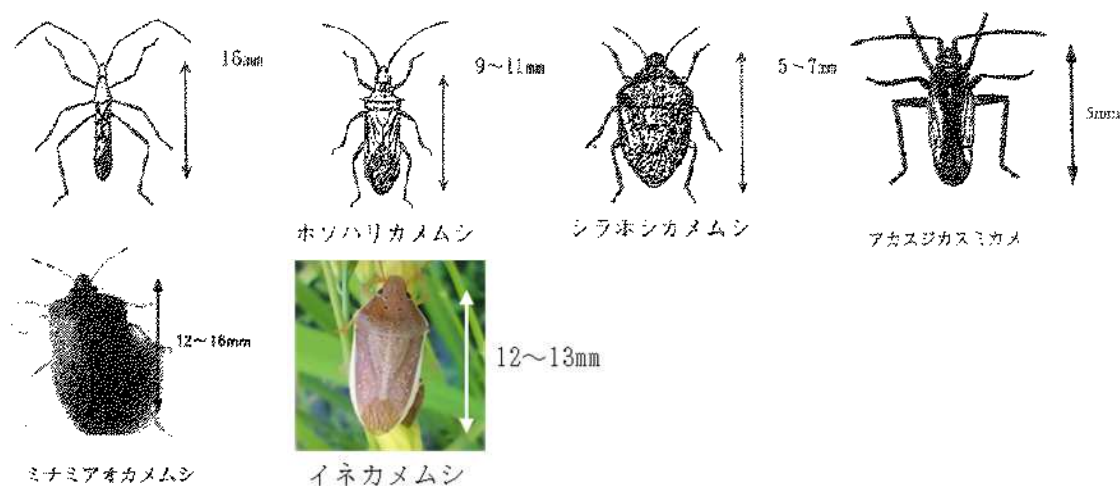 16mm
9～11mm
5～7mm
5mm
ホソハリカメムシ
シラホシカメムシ
アカスジカスミカメ
12～16mm
12～13mm
ミナミアオカメムシ
イネカメムシ